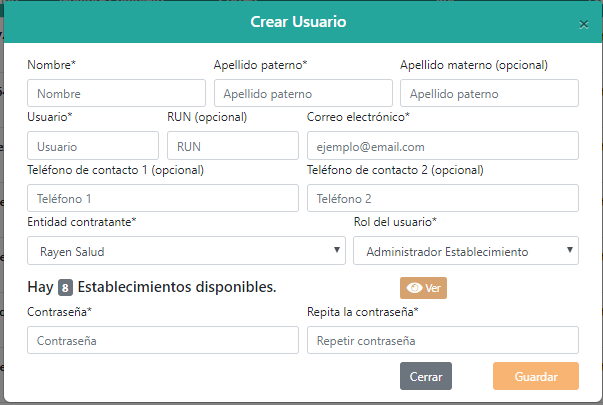 Crear Usuario ×
Nombre* Apellido paterno* Apellido materno (opcional)
Nombre Apellido paterno Apellido paterno
Usuario* RUN (opcional) Correo electrónico*
Usuario RUN ejemplo@email.com
Teléfono de contacto 1 (opcional) Teléfono de contacto 2 (opcional)
Teléfono 1 Teléfono 2
Entidad contratante* Rol del usuario*
Rayen Salud Administrador Establecimiento
Hay 8 Establecimientos disponibles. Ver
Contraseña* Repita la contraseña*
Contraseña Repetir contraseña
Cerrar Guardar